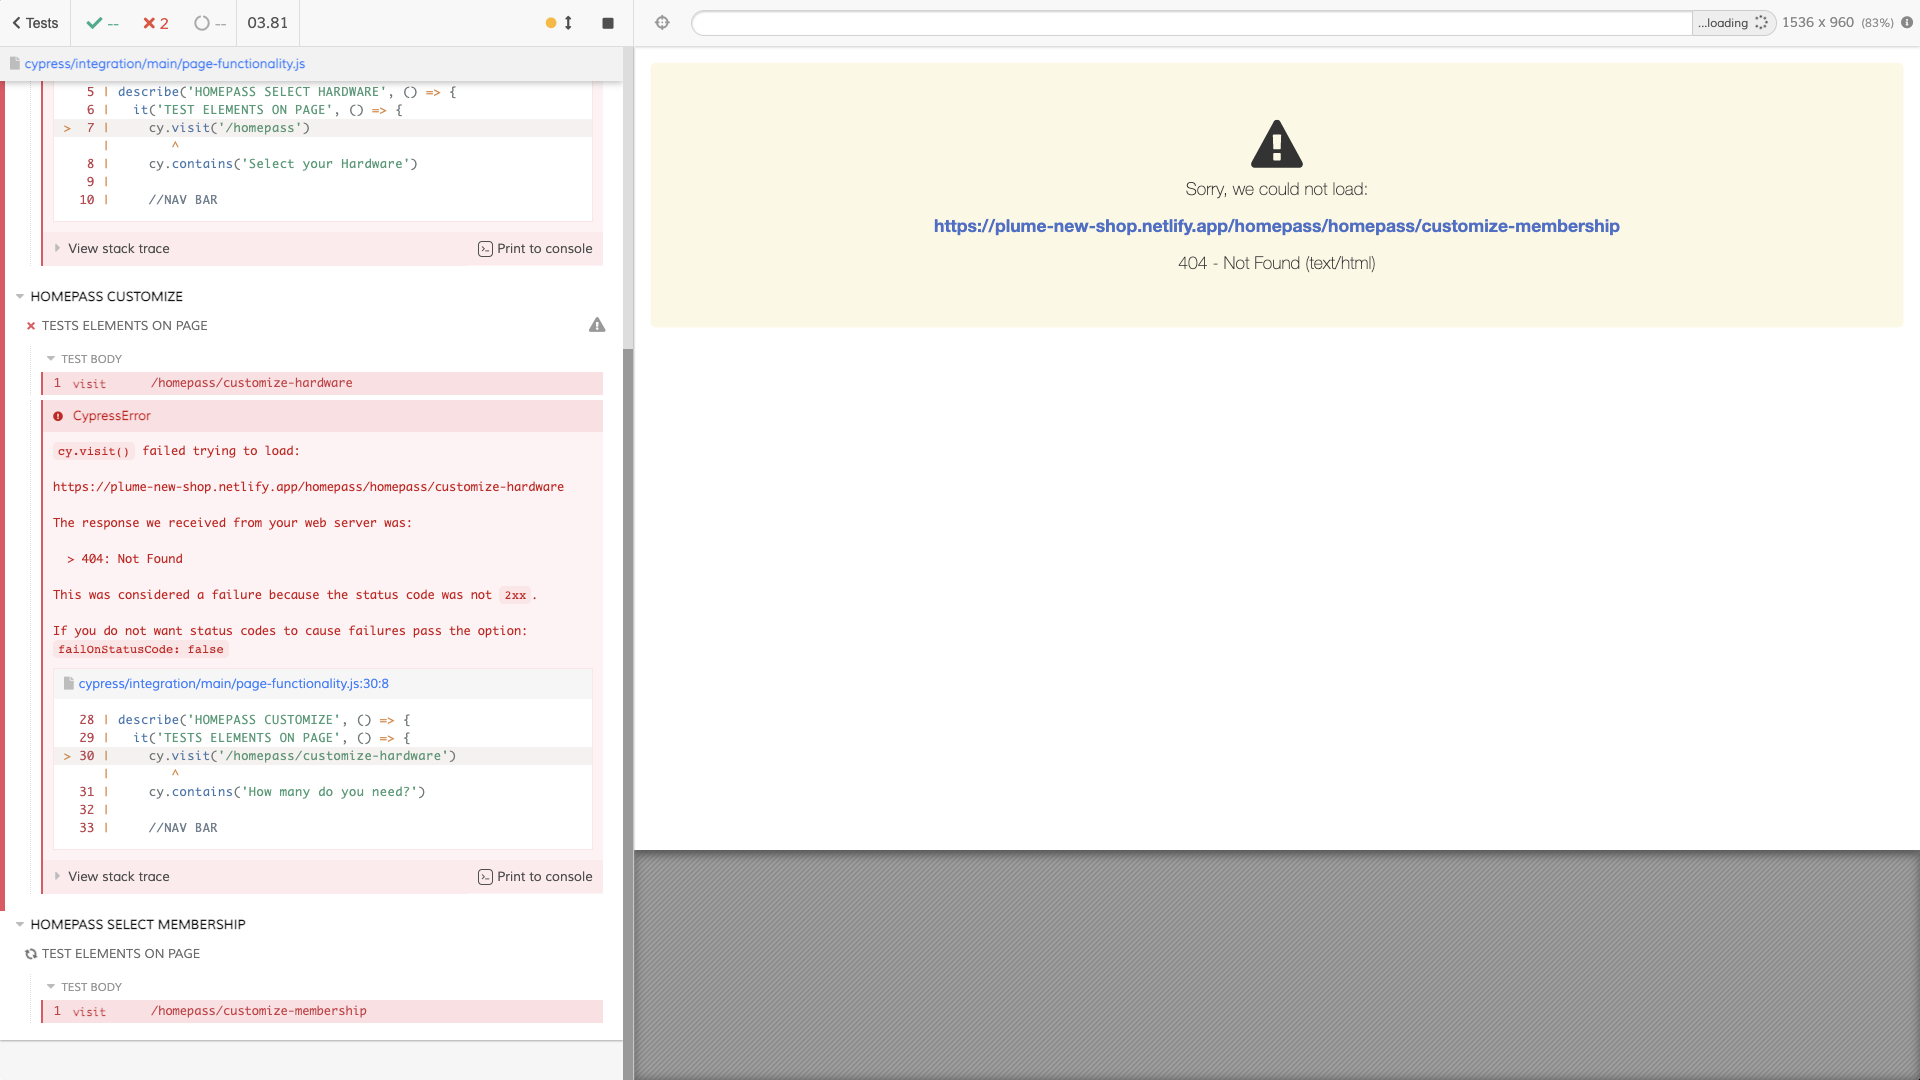 Tests
--
2
--
03.81
...loading
1536 x 960 (83%)
cypress/integration/main/page-functionality.js
5 | describe('HOMEPASS SELECT HARDWARE', () => {
6 | it('TEST ELEMENTS ON PAGE', () => {
> 7 | cy.visit('/homepass')
| ^
8 | cy.contains('Select your Hardware')
9 |
10 | //NAV BAR
View stack trace
Print to console
HOMEPASS CUSTOMIZE
TESTS ELEMENTS ON PAGE
TEST BODY
1 visit /homepass/customize-hardware
CypressError
cy.visit() failed trying to load:
https://plume-new-shop.netlify.app/homepass/homepass/customize-hardware
The response we received from your web server was:
> 404: Not Found
This was considered a failure because the status code was not 2xx.
If you do not want status codes to cause failures pass the option:
failOnStatusCode: false
cypress/integration/main/page-functionality.js:30:8
28 | describe('HOMEPASS CUSTOMIZE', () => {
29 | it('TESTS ELEMENTS ON PAGE', () => {
> 30 | cy.visit('/homepass/customize-hardware')
| ^
31 | cy.contains('How many do you need?')
32 |
33 | //NAV BAR
View stack trace
Print to console
HOMEPASS SELECT MEMBERSHIP
TEST ELEMENTS ON PAGE
TEST BODY
1 visit /homepass/customize-membership
Sorry, we could not load:
https://plume-new-shop.netlify.app/homepass/homepass/customize-membership
404 - Not Found (text/html)